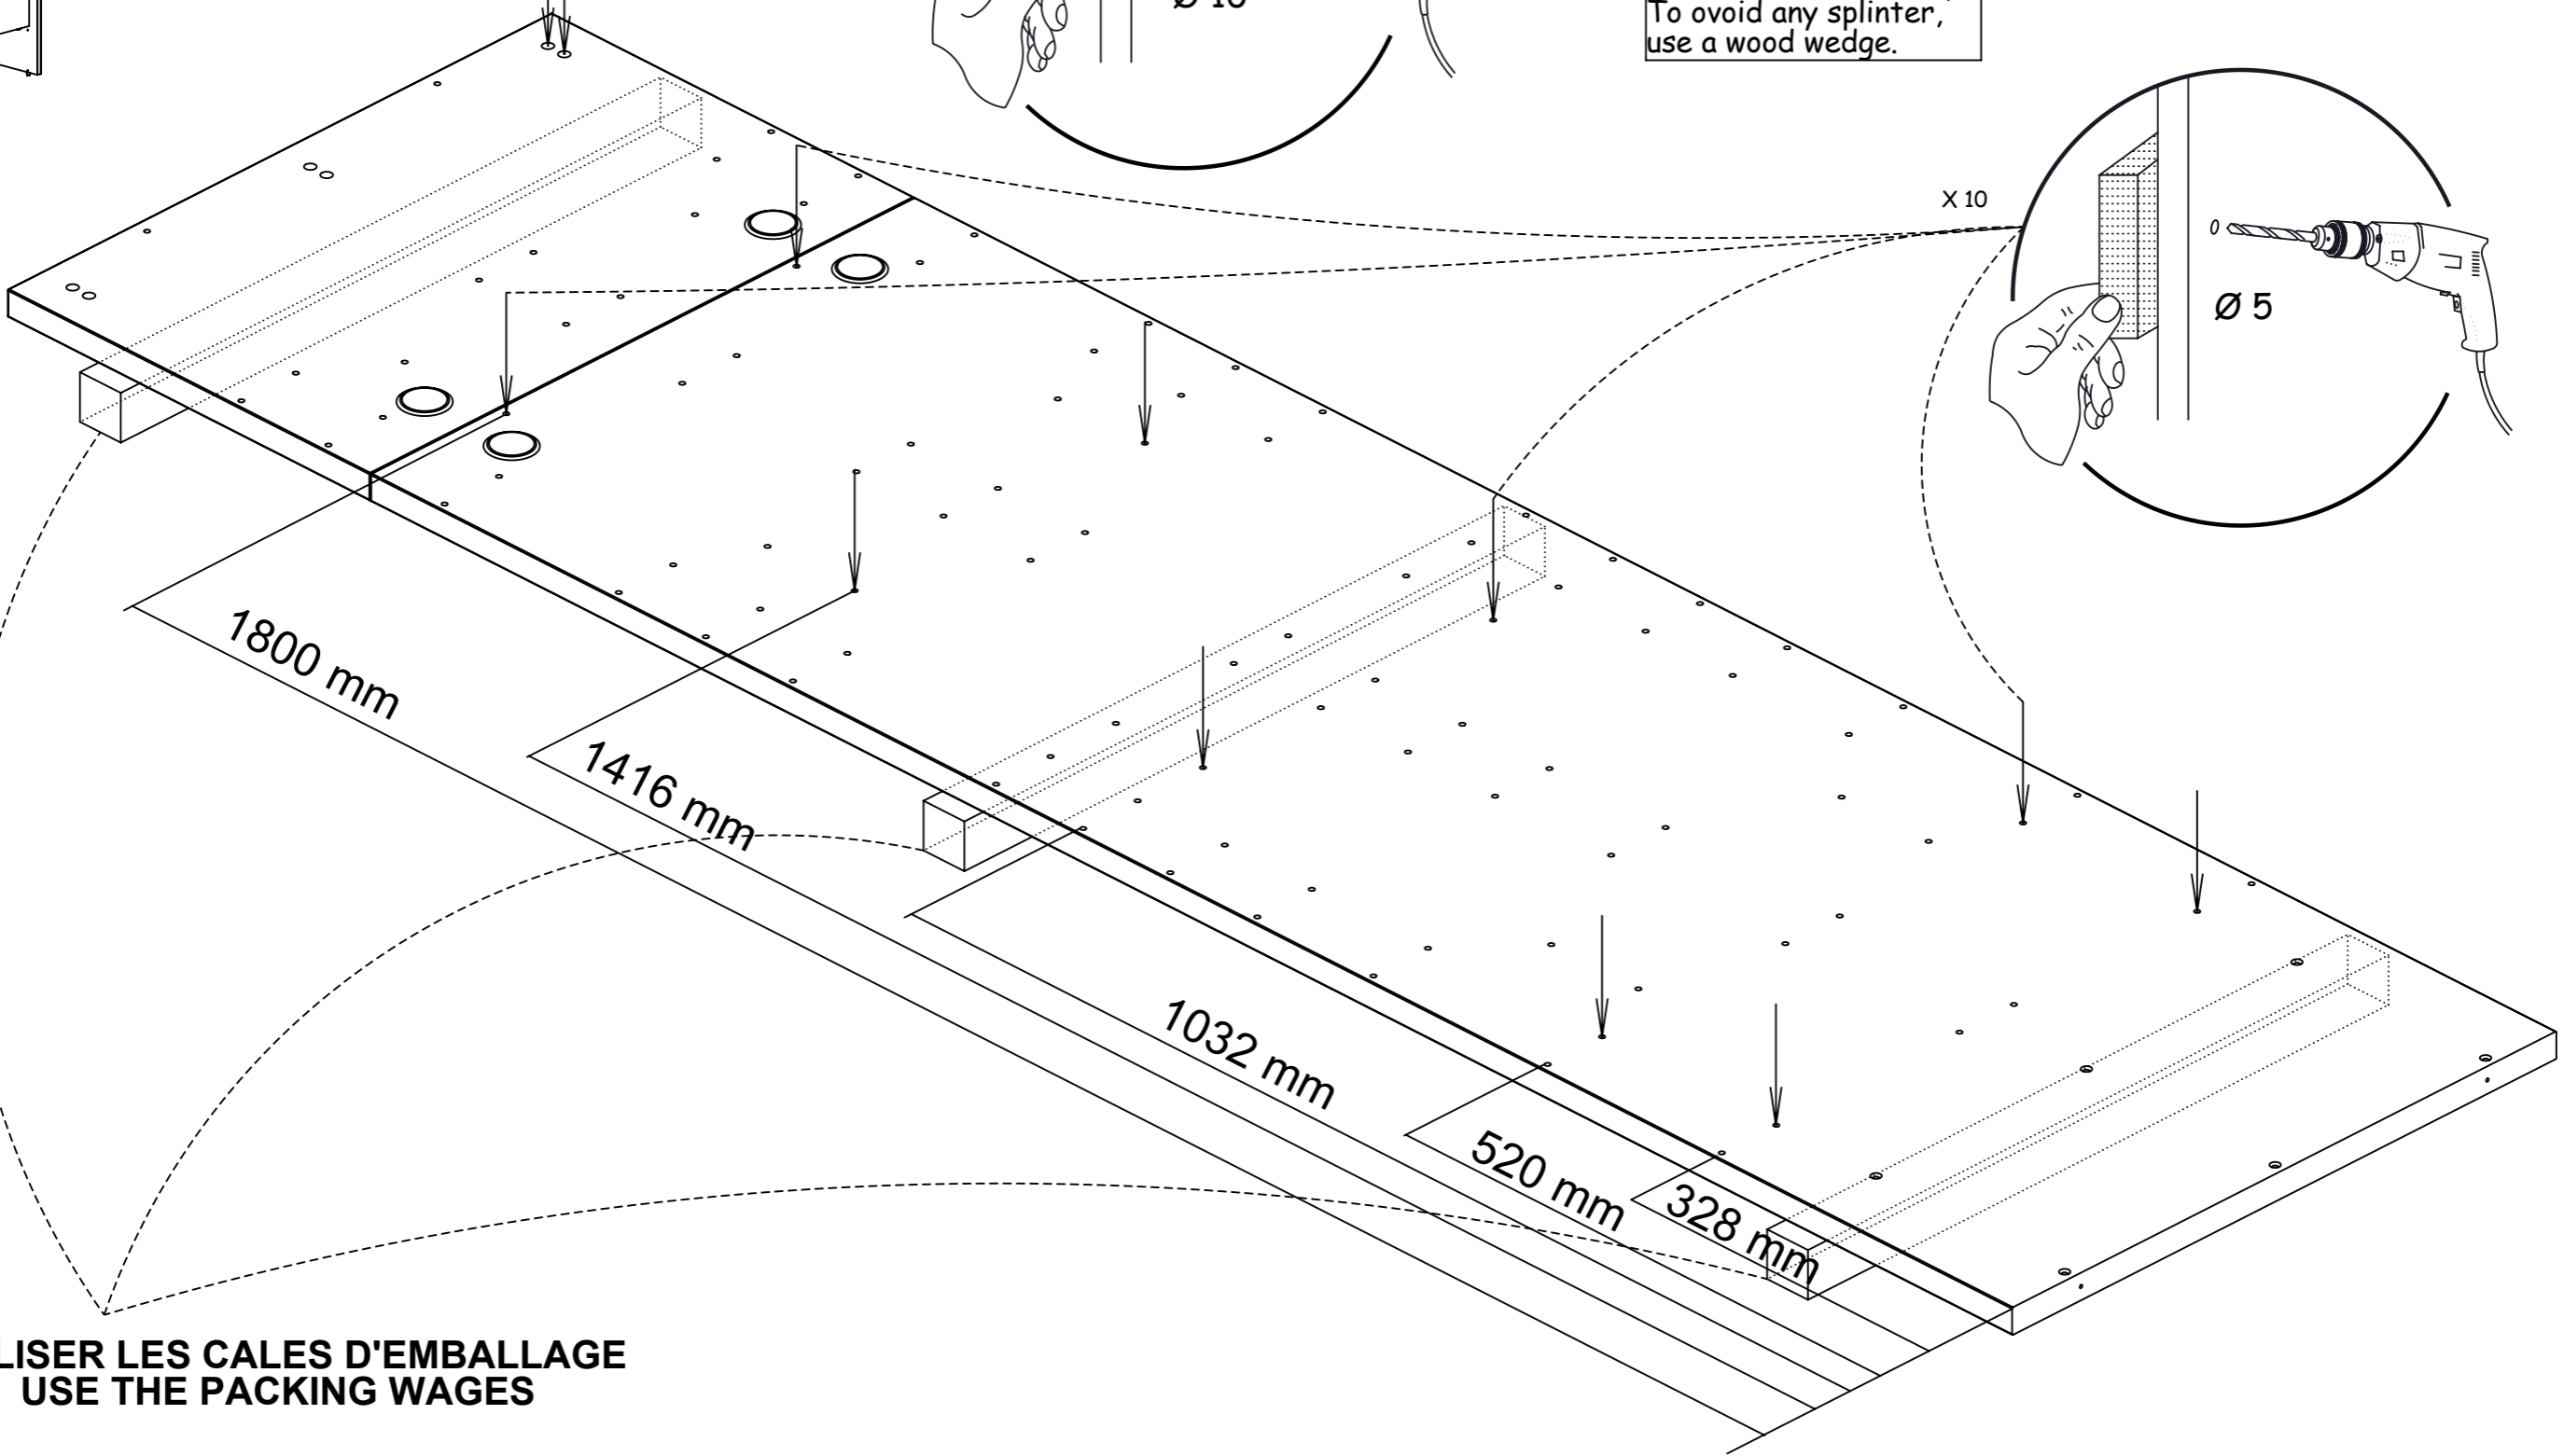 Ø 10
To ovoid any splinter,
use a wood wedge.
X 10
Ø 5
1800 mm
1416 mm
1032 mm
520 mm
328 mm
LISER LES CALES D'EMBALLAGE
USE THE PACKING WAGES